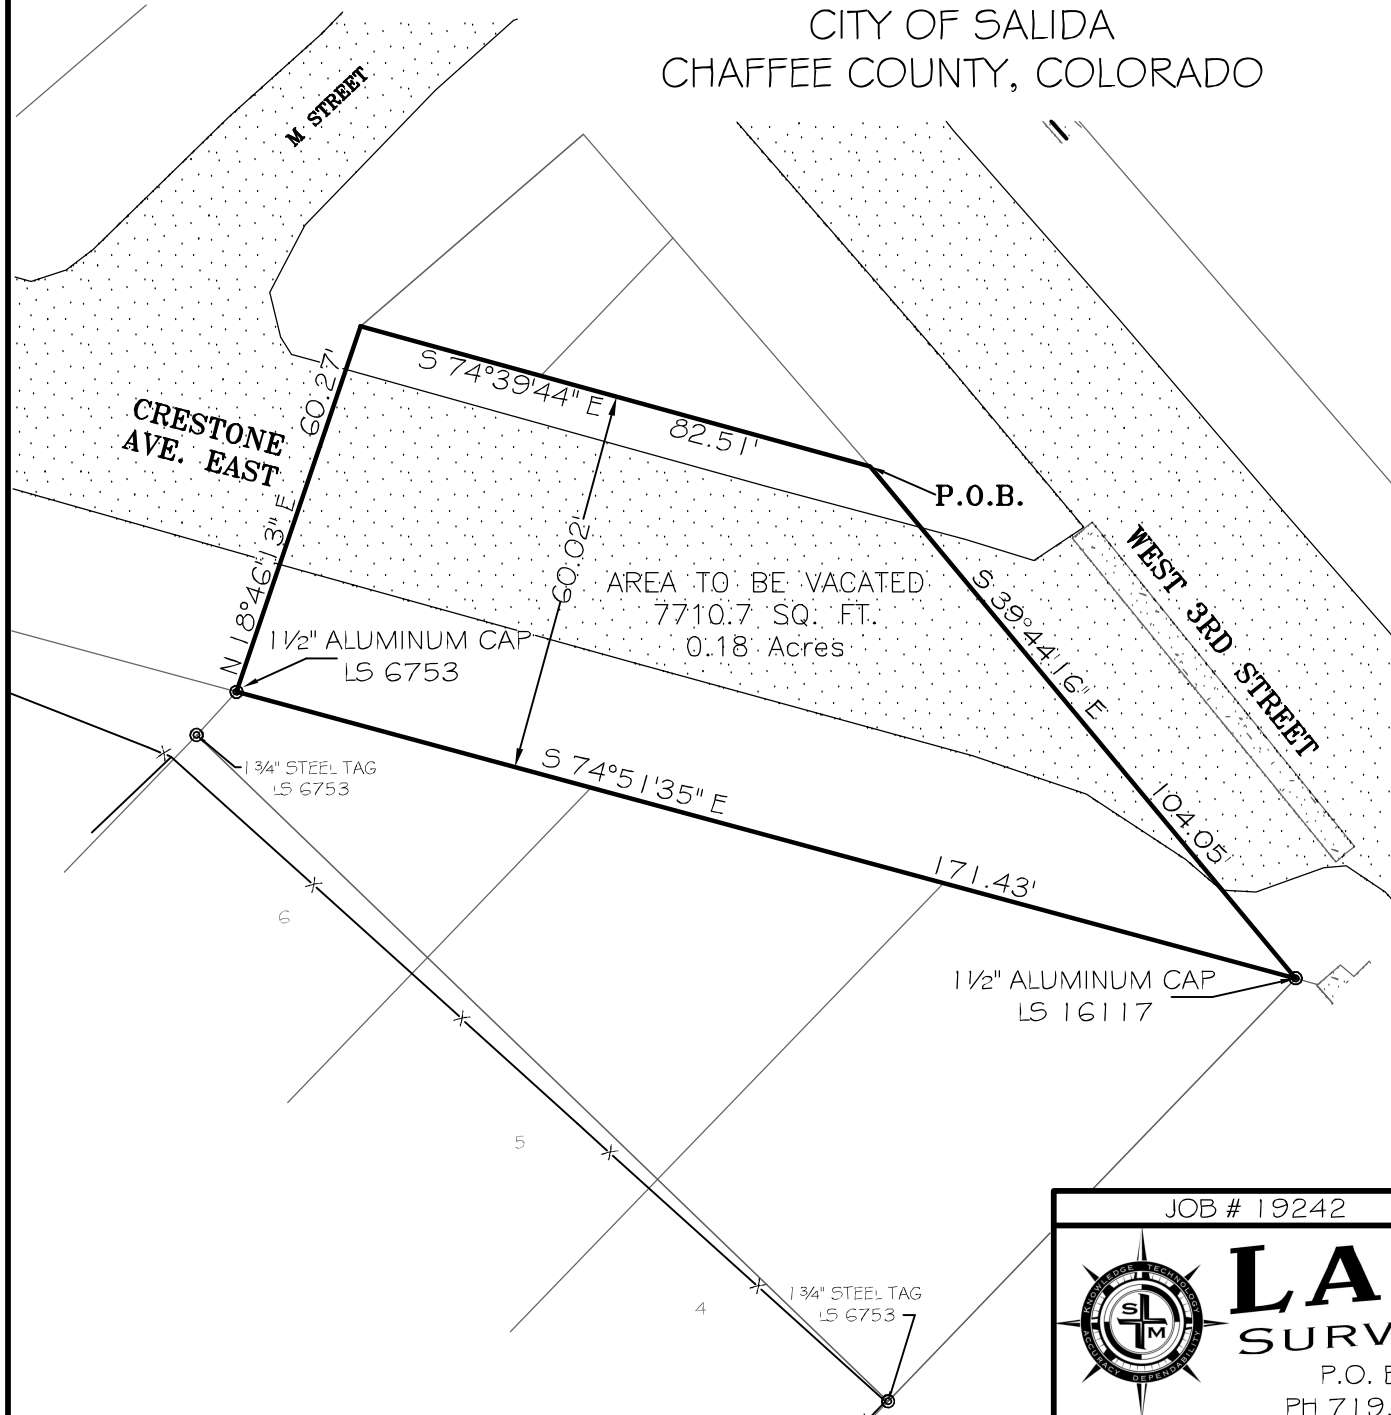 CITY OF SALIDA
CHAFFEE COUNTY, COLORADO
M STREET
S 74°39'44" E
82.51'
60.27'
N 18°46'13" E
CRESTONE
AVE. EAST
P.O.B.
60.02'
AREA TO BE VACATED
7710.7 SQ. FT.
0.18 Acres
WEST 3RD STREET
S 39°44'16" E
104.05'
1 1/2" ALUMINUM CAP
LS 6753
1 3/4" STEEL TAG
LS 6753
S 74°51'35" E
171.43'
6
1 1/2" ALUMINUM CAP
LS 16117
5
4
1 3/4" STEEL TAG
LS 6753
JOB # 19242
KNOWLEDGE TECHNOLOGY
ACCURACY DEPENDABILITY
S
L
M
LA
SURV
P.O. B
PH 719.